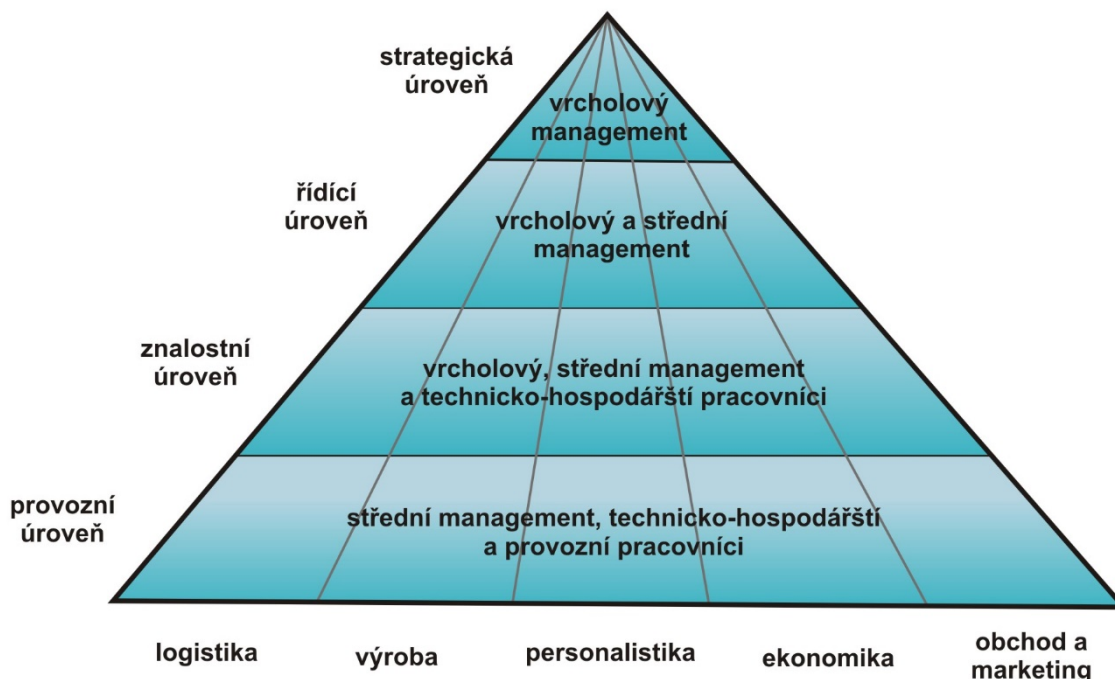 strategická
úroveň
vrcholový
management
řídící
úroveň
vrcholový a střední
management
znalostní
úroveň
vrcholový, střední management
a technicko-hospodářští pracovníci
provozní
úroveň
střední management, technicko-hospodářští
a provozní pracovníci
logistika
výroba
personalistika
ekonomika
obchod a
marketing